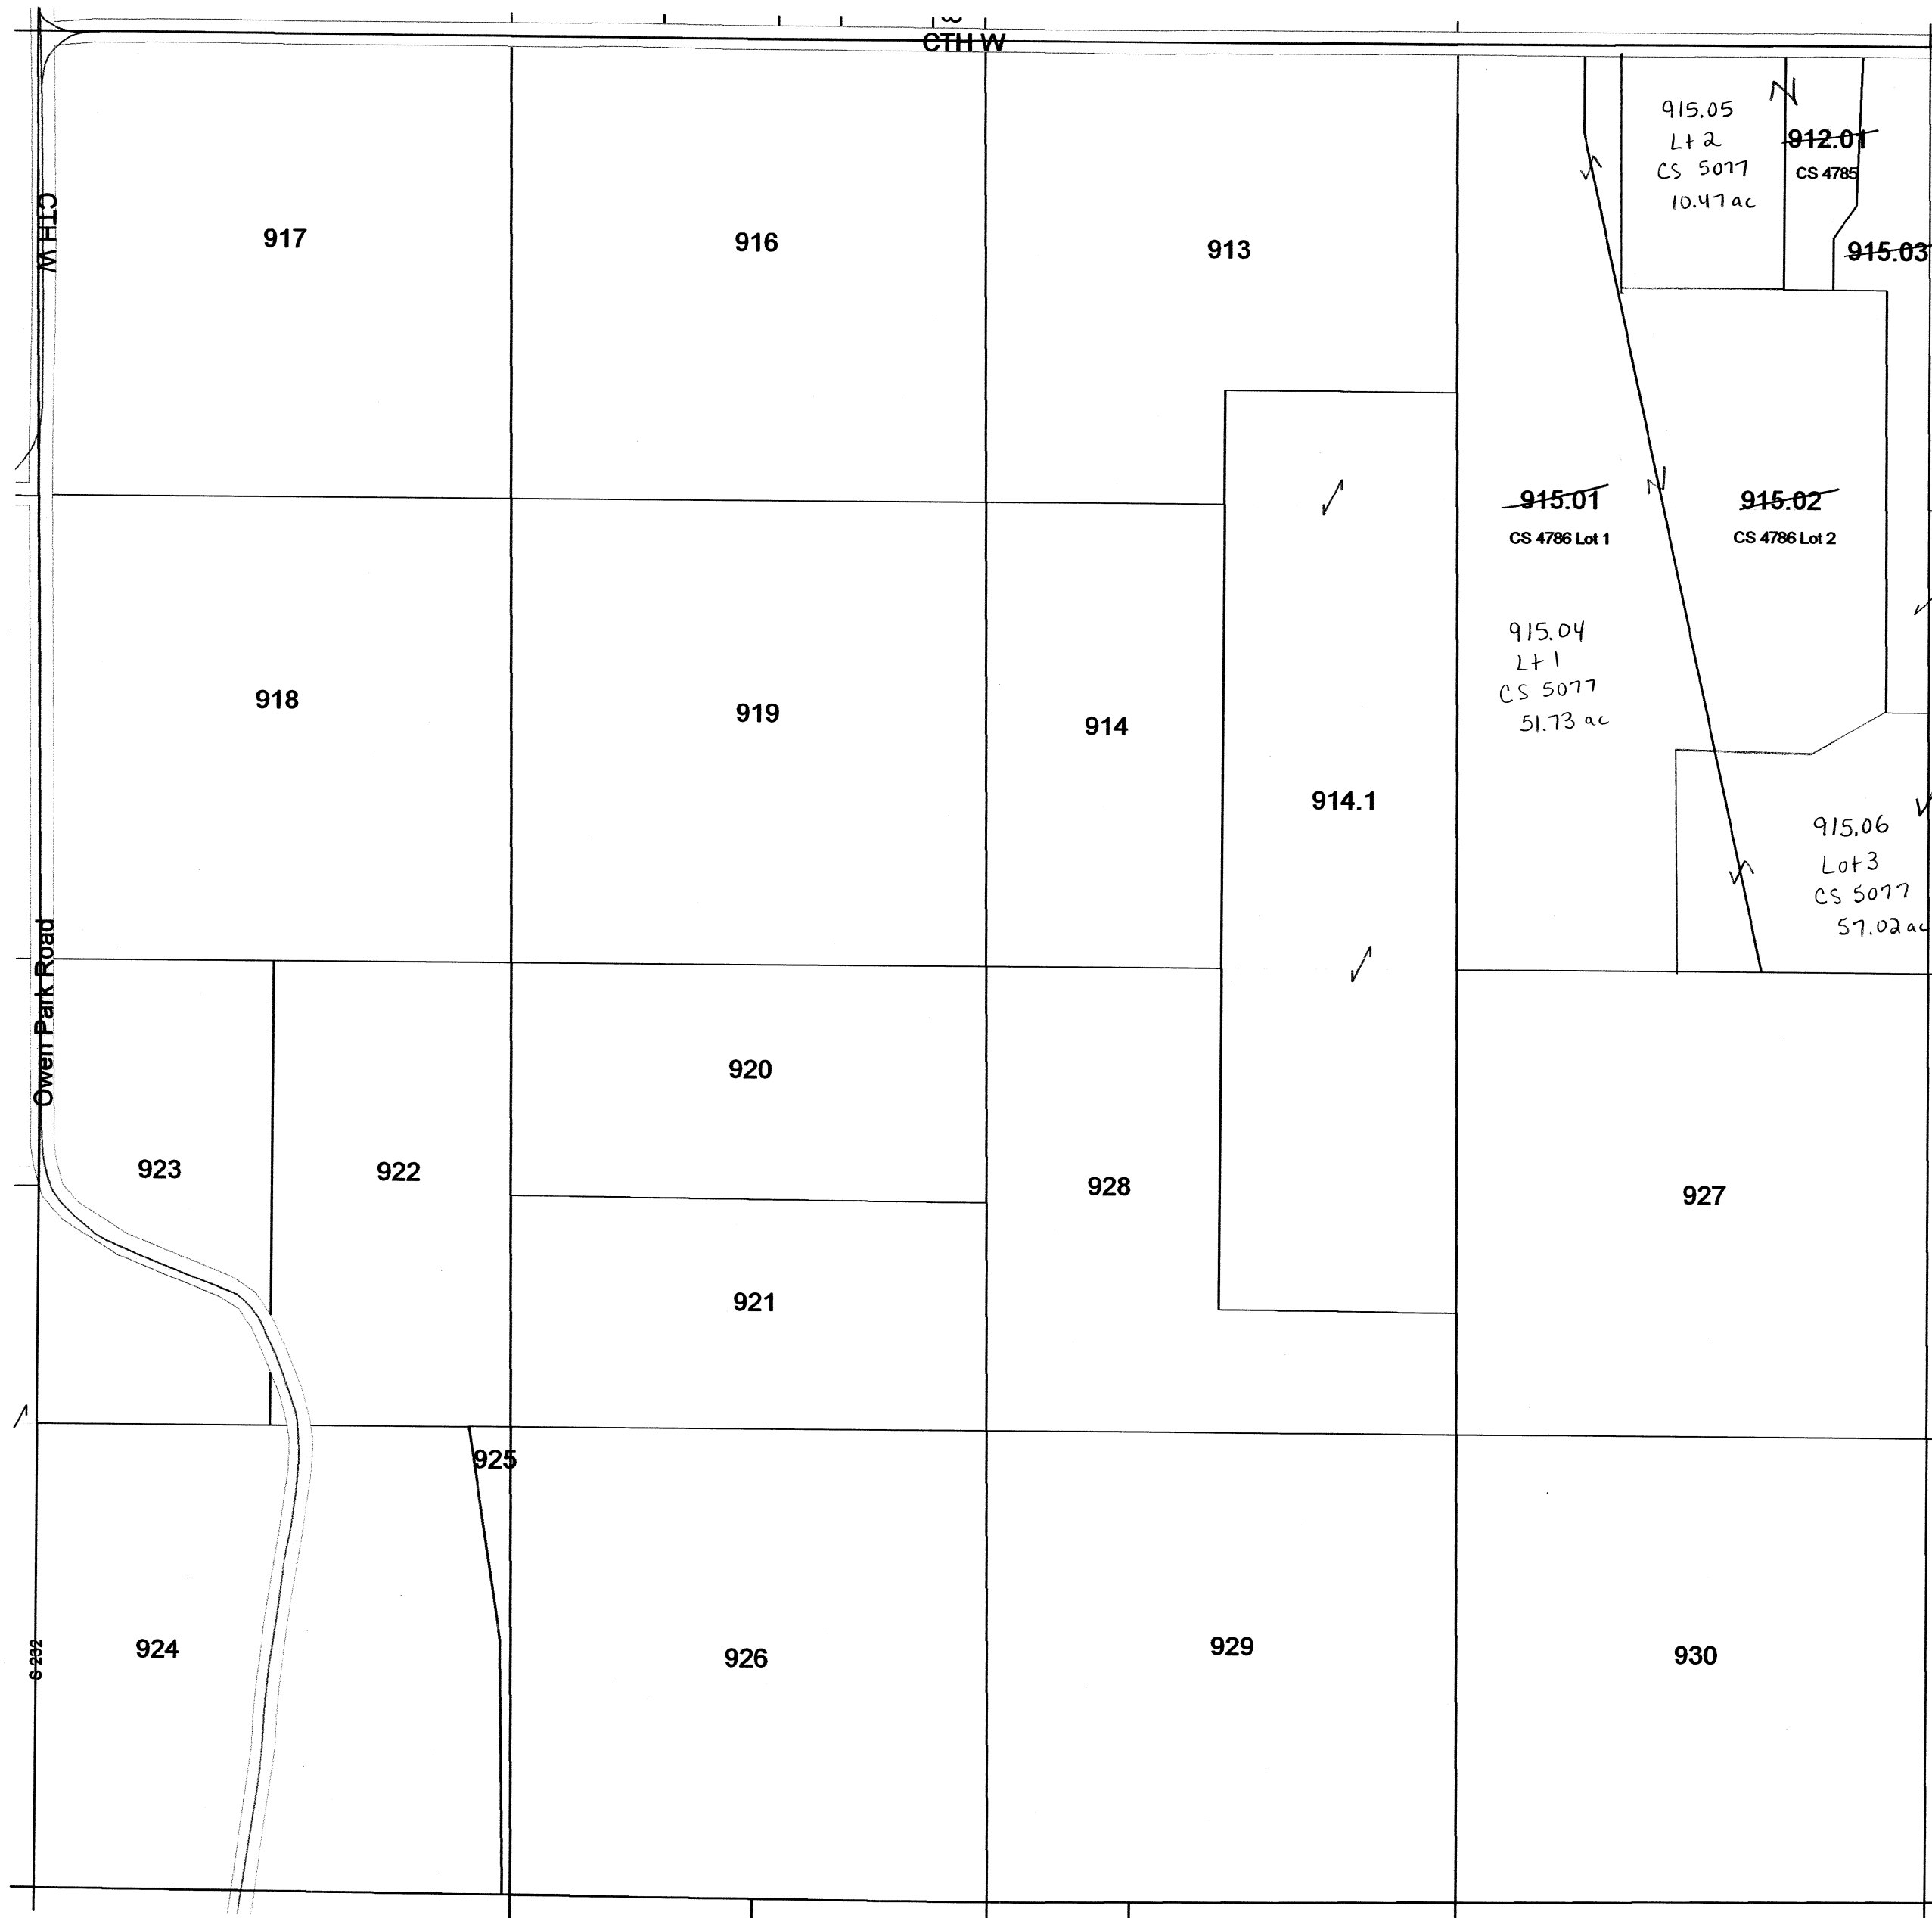 CTH W
CTH W
917
916
913
915.05
Lt 2
CS 5077
10.47 ac
912.01
CS 4785
915.03
915.01
CS 4786 Lot 1
915.02
CS 4786 Lot 2
918
919
914
914.1
915.04
Lt 1
CS 5077
51.73 ac
915.06
Lot 3
CS 5077
57.02 ac
Owen Park Road
923
922
920
921
928
927
925
924
926
929
930